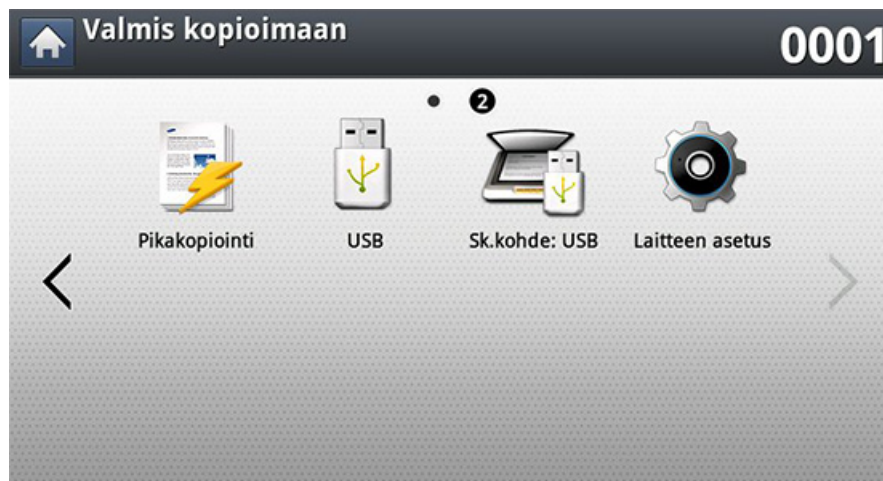 Valmis kopioimaan
0001
2
Pikakopiointi
USB
Sk.kohde: USB
Laitteen asetus